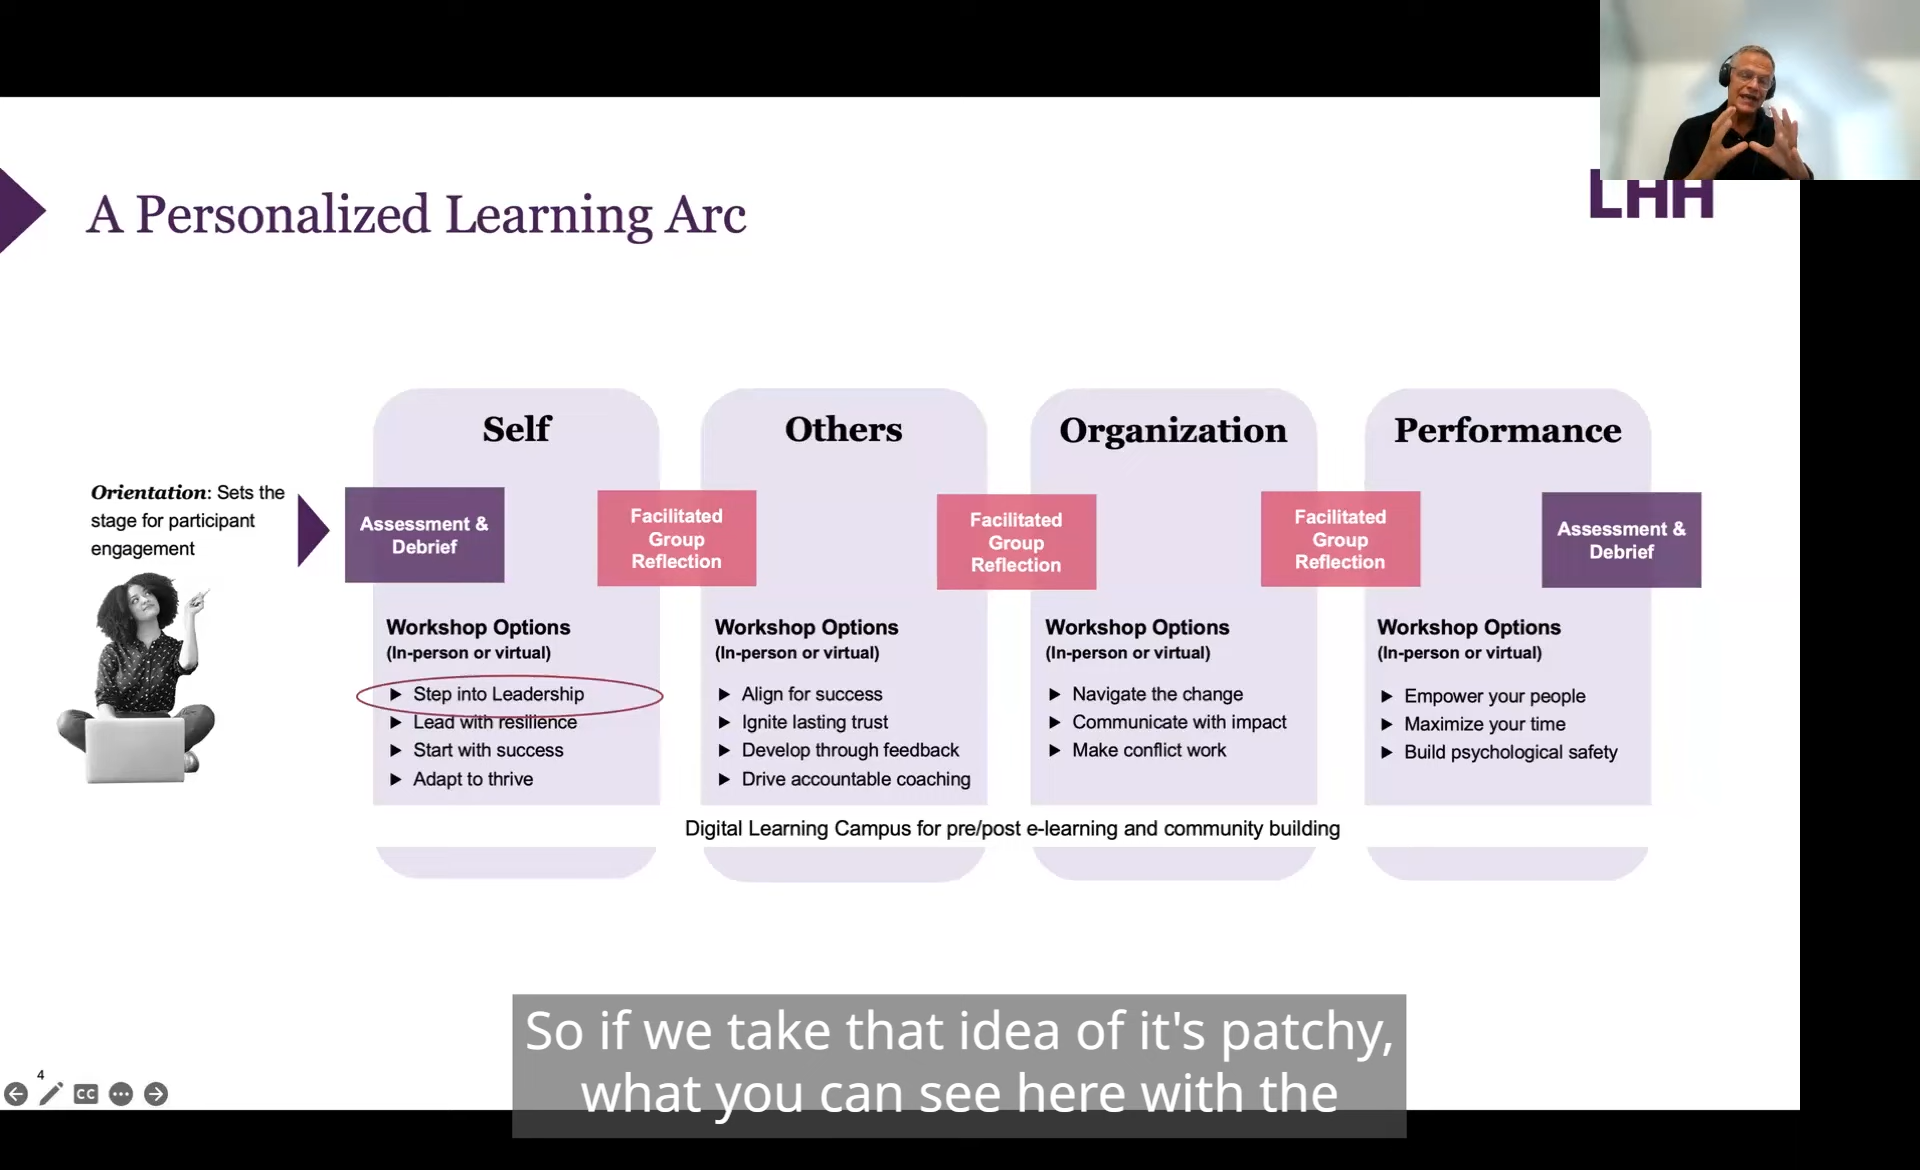 A Personalized Learning Arc
LHH
Orientation: Sets the
stage for participant
engagement
Self
Assessment &
Debrief
Workshop Options
(In-person or virtual)
Step into Leadership
Lead with resilience
Start with success
Adapt to thrive
Facilitated
Group
Reflection
Others
Workshop Options
(In-person or virtual)
Align for success
Ignite lasting trust
Develop through feedback
Drive accountable coaching
Facilitated
Group
Reflection
Organization
Workshop Options
(In-person or virtual)
Navigate the change
Communicate with impact
Make conflict work
Facilitated
Group
Reflection
Performance
Assessment &
Debrief
Workshop Options
(In-person or virtual)
Empower your people
Maximize your time
Build psychological safety
Digital Learning Campus for pre/post e-learning and community building
4
CC
So if we take that idea of it's patchy,
what you can see here with the